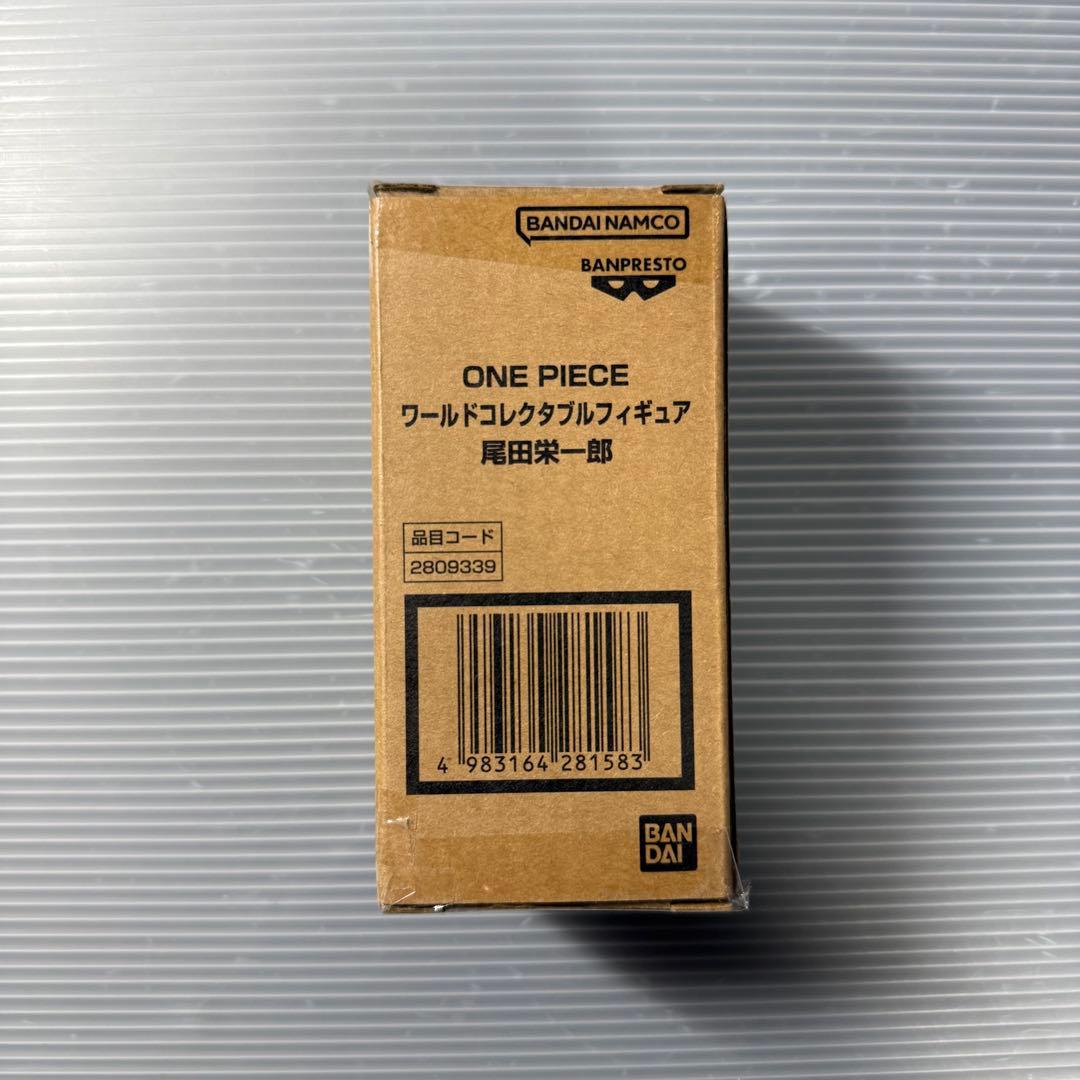 BANDAI NAMCO
BANPRESTO
ONE PIECE
ワールドコレクタブルフィギュア
尾田栄一郎
品目コード
2809339
4 983164 281583
BAN
DAI